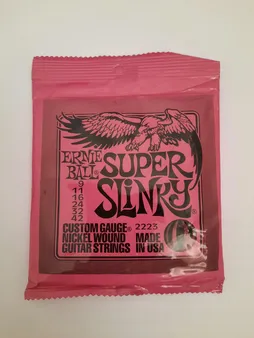 ERNIE BALL®
SUPER
SLINKY
9
11
16
24
32
42
CUSTOM GAUGE® 2223
NICKEL WOUND MADE
GUITAR STRINGS IN USA